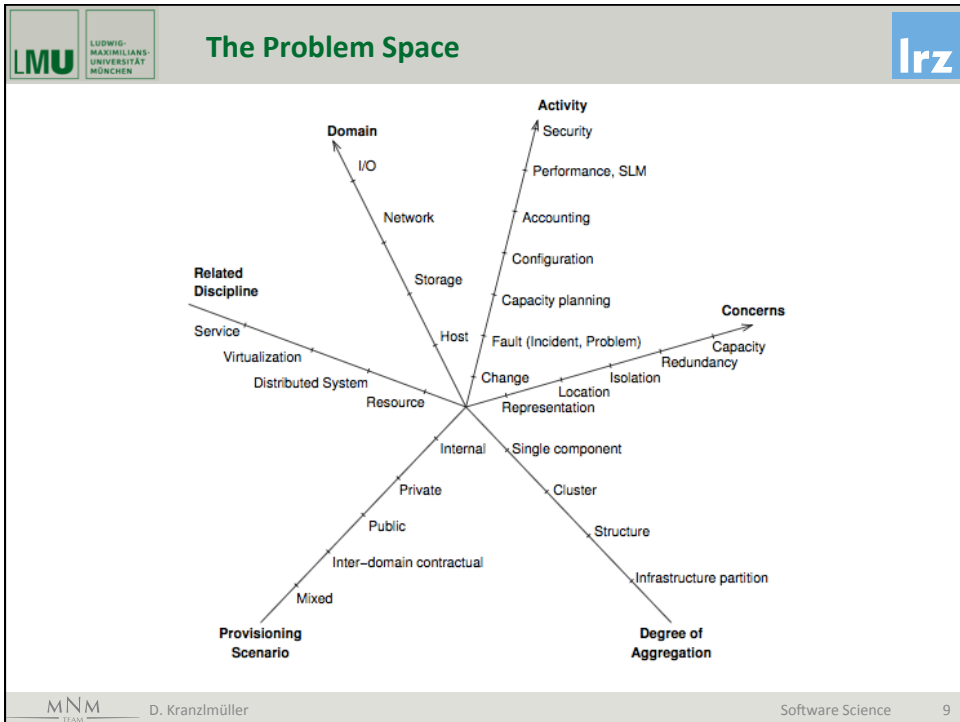 LMU
LUDWIG-
MAXIMILIANS-
UNIVERSITÄT
MÜNCHEN
The Problem Space
lrz
Activity
Security
Performance, SLM
Accounting
Configuration
Capacity planning
Fault (Incident, Problem)
Change
Domain
I/O
Network
Storage
Host
Related
Discipline
Service
Virtualization
Distributed System
Resource
Concerns
Capacity
Redundancy
Isolation
Location
Representation
Internal
Private
Public
Inter-domain contractual
Mixed
Provisioning
Scenario
Single component
Cluster
Structure
Infrastructure partition
Degree of
Aggregation
MNM
TEAM
D. Kranzlmüller
Software Science
9